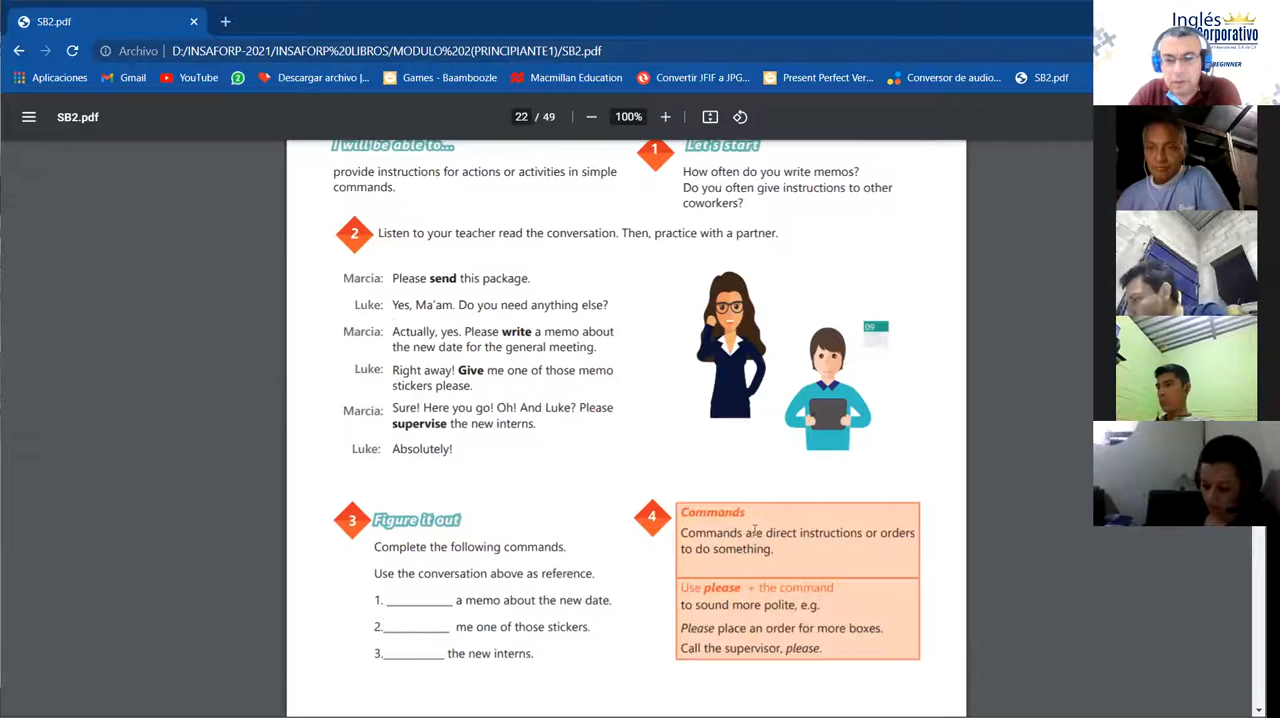 SB2.pdf
Archivo
D:/INSAFORP-2021/INSAFORP%20LIBROS/MODULO%202(PRINCIPIANTE1)/SB2.pdf
Aplicaciones
Gmail
YouTube
Descargar archivo |...
Games - Baamboozle
Macmillan Education
Convertir JFIF a JPG...
Present Perfect Ver...
Conversor de audio...
SB2.pdf
SB2.pdf
22 / 49
100%
I will be able to...
provide instructions for actions or activities in simple
commands.
1
Let's start
How often do you write memos?
Do you often give instructions to other
coworkers?
2
Listen to your teacher read the conversation. Then, practice with a partner.
Marcia: Please send this package.
Luke: Yes, Ma'am. Do you need anything else?
Marcia: Actually, yes. Please write a memo about
the new date for the general meeting.
Luke: Right away! Give me one of those memo
stickers please.
Marcia: Sure! Here you go! Oh! And Luke? Please
supervise the new interns.
Luke: Absolutely!
09
3
Figure it out
Complete the following commands.
Use the conversation above as reference.
1. __________ a memo about the new date.
2.__________ me one of those stickers.
3._________ the new interns.
4
Commands
Commands are direct instructions or orders
to do something.
Use please + the command
to sound more polite, e.g.
Please place an order for more boxes.
Call the supervisor, please.
Inglés
BEGINNER